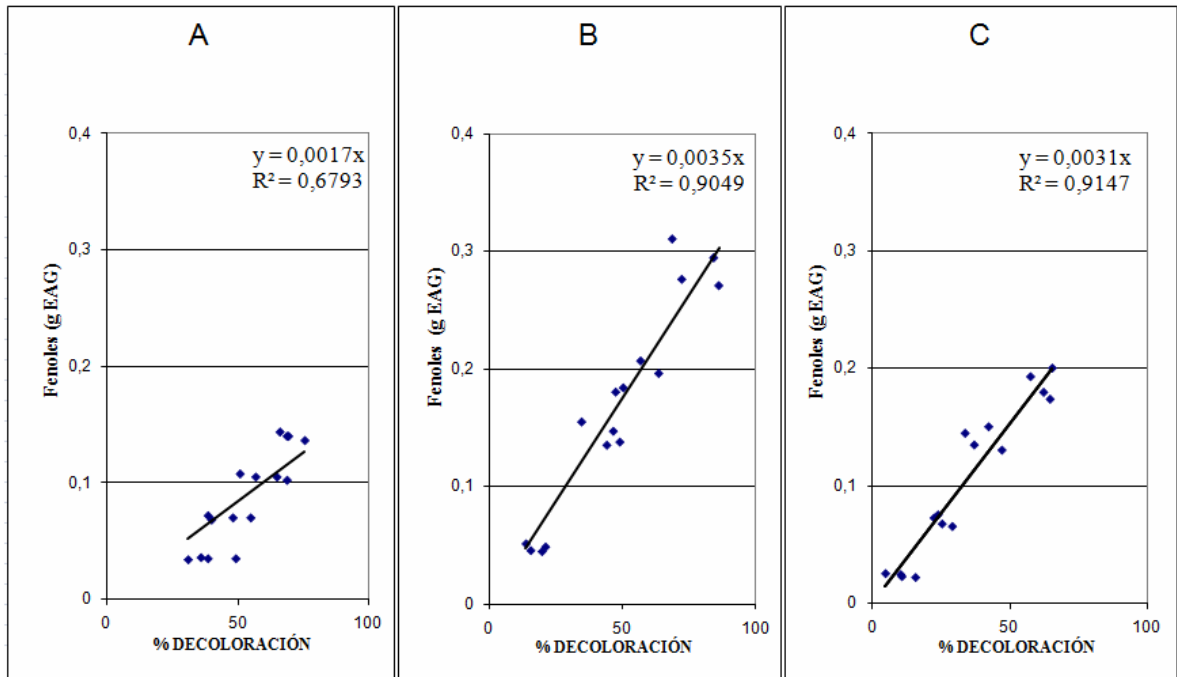 A
0,4
0,3
0,2
0,1
0
y = 0,0017x
R² = 0,6793
Fenoles (g EAG)
0 50 100
% DECOLORACIÓN
B
0,4
0,3
0,2
0,1
0
y = 0,0035x
R² = 0,9049
Fenoles (g EAG)
0 50 100
% DECOLORACIÓN
C
0,4
0,3
0,2
0,1
0
y = 0,0031x
R² = 0,9147
Fenoles (g EAG)
0 50 100
% DECOLORACIÓN